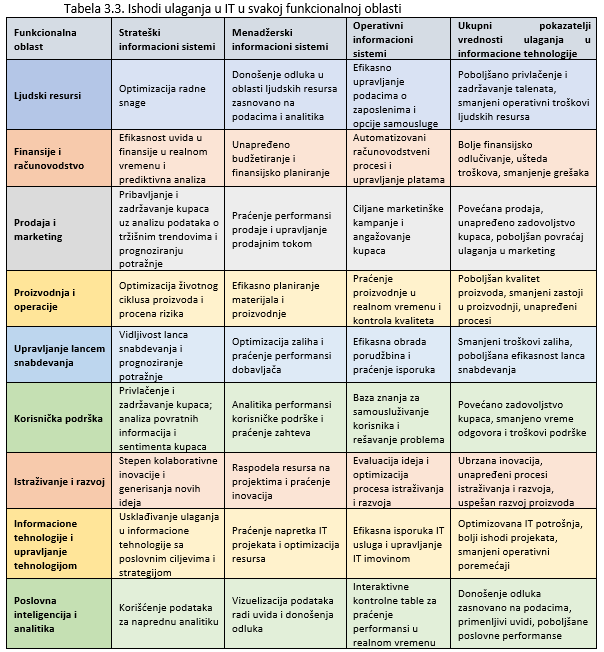 Tabela 3.3. Ishodi ulaganja u IT u svakoj funkcionalnoj oblasti
Funkcionalna
oblast
Strateški
informacioni sistemi
Menadžerski
informacioni sistemi
Operativni
informacioni
sistemi
Ukupni pokazatelji
vrednosti ulaganja u
informacione tehnologije
Ljudski resursi
Optimizacija radne
snage
Donošenje odluka u
oblasti ljudskih resursa
zasnovano na
podacima i analitika
Efikasno
upravljanje
podacima o
zaposlenima i
opcije samousluge
Poboljšano privlačenje i
zadržavanje talenata,
smanjeni operativni troškovi
ljudskih resursa
Finansije i
računovodstvo
Efikasnost uvida u
finansije u realnom
vremenu i
prediktivna analiza
Unapređeno
budžetiranje i
finansijsko planiranje
Automatizovani
računovodstveni
procesi i
upravljanje platama
Bolje finansijsko
odlučivanje, ušteda
troškova, smanjenje grešaka
Prodaja i
marketing
Pribavljanje i
zadržavanje kupaca
uz analizu podataka o
tržišnim trendovima i
prognoziranju
potražnje
Praćenje performansi
prodaje i upravljanje
prodajnim tokom
Ciljane marketinške
kampanje i
angažovanje
kupaca
Povećana prodaja,
unapređeno zadovoljstvo
kupaca, poboljšan povraćaj
ulaganja u marketing
Proizvodnja i
operacije
Optimizacija životnog
ciklusa proizvoda i
procena rizika
Efikasno planiranje
materijala i
proizvodnje
Praćenje
proizvodnje u
realnom vremenu i
kontrola kvaliteta
Poboljšan kvalitet
proizvoda, smanjeni zastoji
u proizvodnji, unapređeni
procesi
Upravljanje lancem
snabdevanja
Vidljivost lanca
snabdevanja i
prognoziranje
potražnje
Optimizacija zaliha i
praćenje performansi
dobavljača
Efikasna obrada
porudžbina i
praćenje isporuka
Smanjeni troškovi zaliha,
poboljšana efikasnost lanca
snabdevanja
Korisnička podrška
Privlačenje i
zadržavanje kupaca;
analiza povratnih
informacija i
sentimenta kupaca
Analitika performansi
korisničke podrške i
praćenje zahteva
Baza znanja za
samousluživanje
korisnika i
rešavanje problema
Povećano zadovoljstvo
kupaca, smanjeno vreme
odgovora i troškovi podrške
Istraživanje i razvoj
Stepen kolaborativne
inovacije i
generisanja novih
ideja
Raspodela resursa na
projektima i praćenje
inovacija
Evaluacija ideja i
optimizacija
procesa istraživanja
i razvoja
Ubrzana inovacija,
unapređeni procesi
istraživanja i razvoja,
uspešan razvoj proizvoda
Informacione
tehnologije i
upravljanje
tehnologijom
Usklađivanje ulaganja
u informacione
tehnologije sa
poslovnim ciljevima i
strategijom
Praćenje napretka IT
projekata i optimizacija
resursa
Efikasna isporuka IT
usluga i upravljanje
IT imovinom
Optimizovana IT potrošnja,
bolji ishodi projekata,
smanjeni operativni
poremećaji
Poslovna
inteligencija i
analitika
Korišćenje podataka
za naprednu analitiku
Vizuelizacija podataka
radi uvida i donošenja
odluka
Interaktivne
kontrolne table za
praćenje
performansi u
realnom vremenu
Donošenje odluka
zasnovano na podacima,
primenljivi uvidi, poboljšane
poslovne performanse